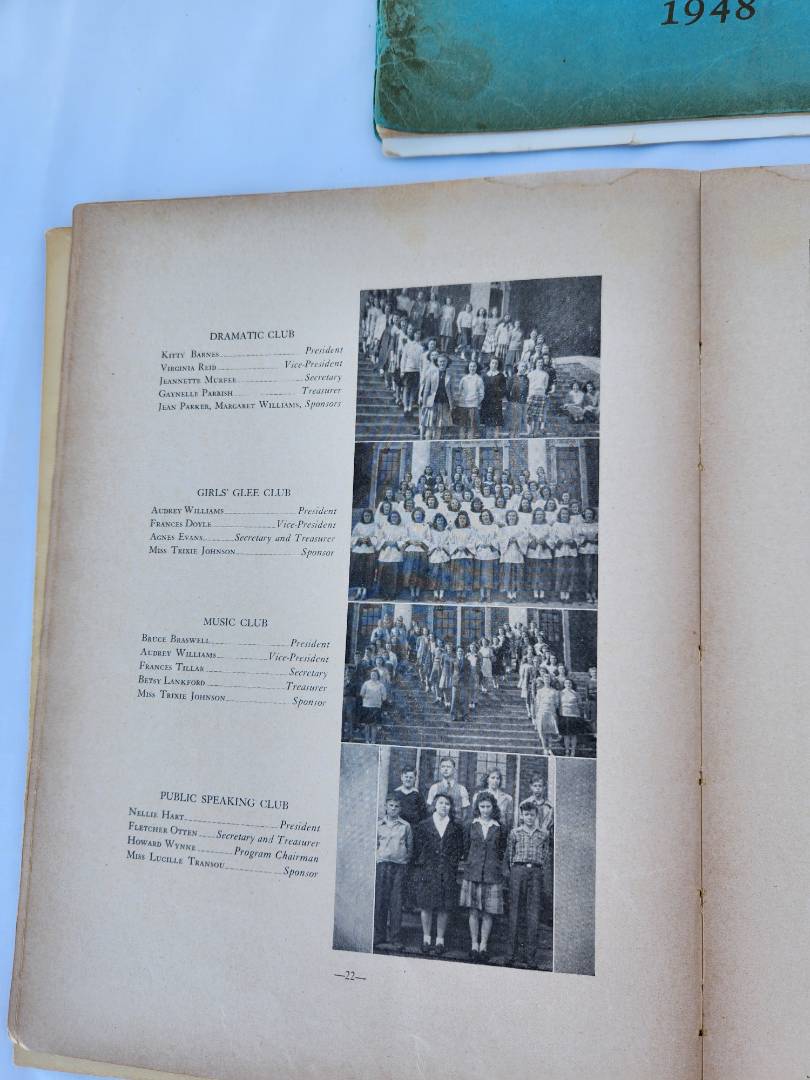 1948
DRAMATIC CLUB
KITTY BARNES President
VIRGINIA REID Vice-President
JEANNETTE MURFEE Secretary
GAYNELLE PARRISH Treasurer
JEAN PARKER, MARGARET WILLIAMS, Sponsors
GIRLS' GLEE CLUB
AUDREY WILLIAMS President
FRANCES DOYLE Vice-President
AGNES EVANS Secretary and Treasurer
MISS TRIXIE JOHNSON Sponsor
MUSIC CLUB
BRUCE BRASWELL President
AUDREY WILLIAMS Vice-President
FRANCES TILLAR Secretary
BETSY LANKFORD Treasurer
MISS TRIXIE JOHNSON Sponsor
PUBLIC SPEAKING CLUB
NELLIE HART President
FLETCHER OTTEN Secretary and Treasurer
HOWARD WYNNE Program Chairman
MISS LUCILLE TRANSOU Sponsor
—22—